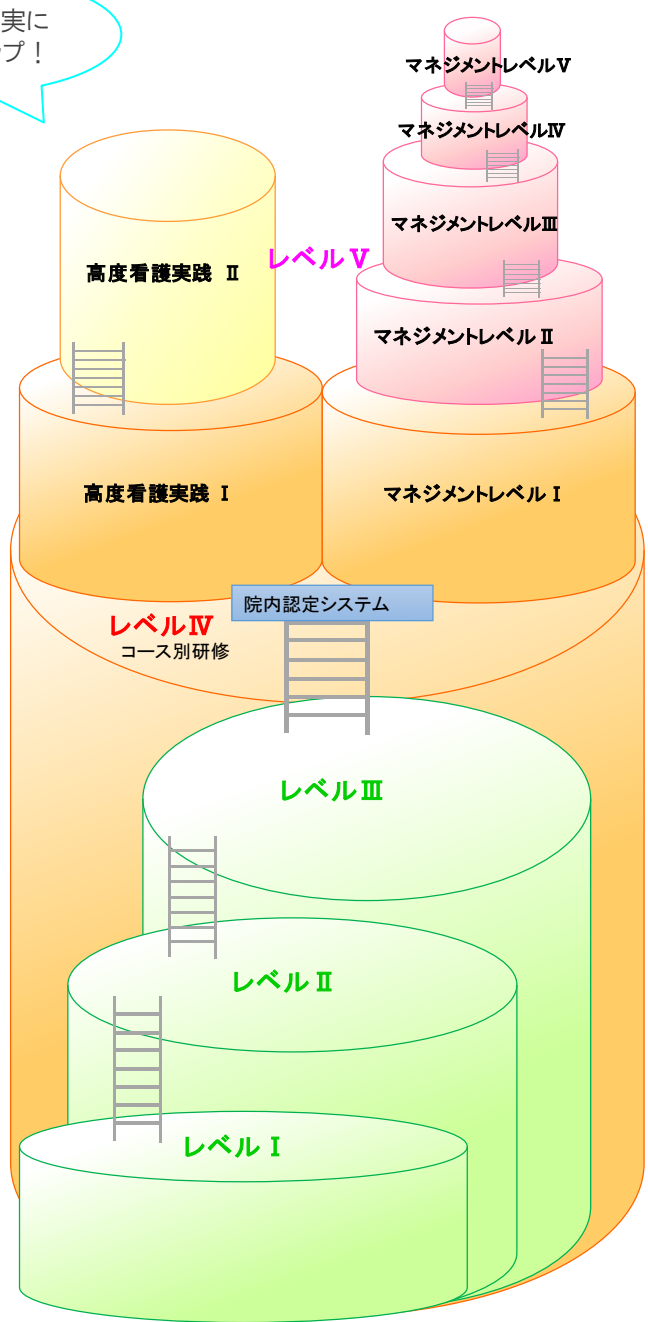 実に
プ！
マネジメントレベルⅤ
マネジメントレベルⅣ
マネジメントレベルⅢ
高度看護実践 Ⅱ
レベルⅤ
マネジメントレベルⅡ
高度看護実践 Ⅰ
マネジメントレベルⅠ
院内認定システム
レベルⅣ
コース別研修
レベルⅢ
レベルⅡ
レベルⅠ